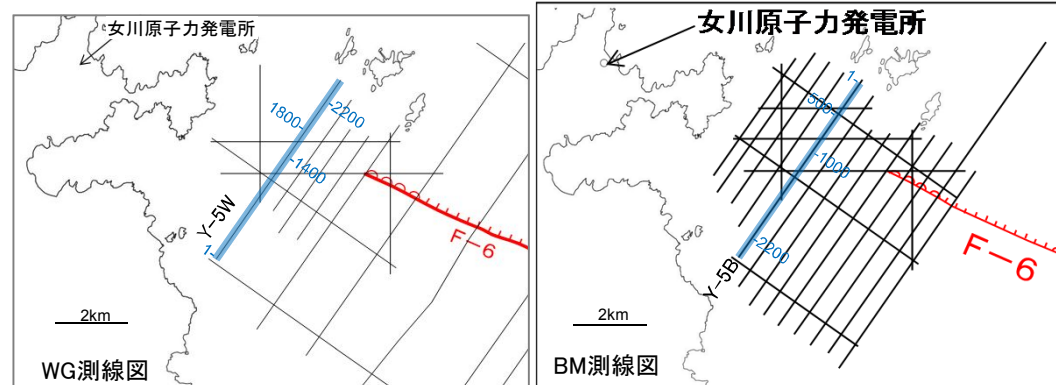 女川原子力発電所
1800-
-2200
-1400
Y-5W
1-
F-6
2km
WG測線図
女川原子力発電所
1-
500-
-1000
-2200
Y-5B
F-6
2km
BM測線図